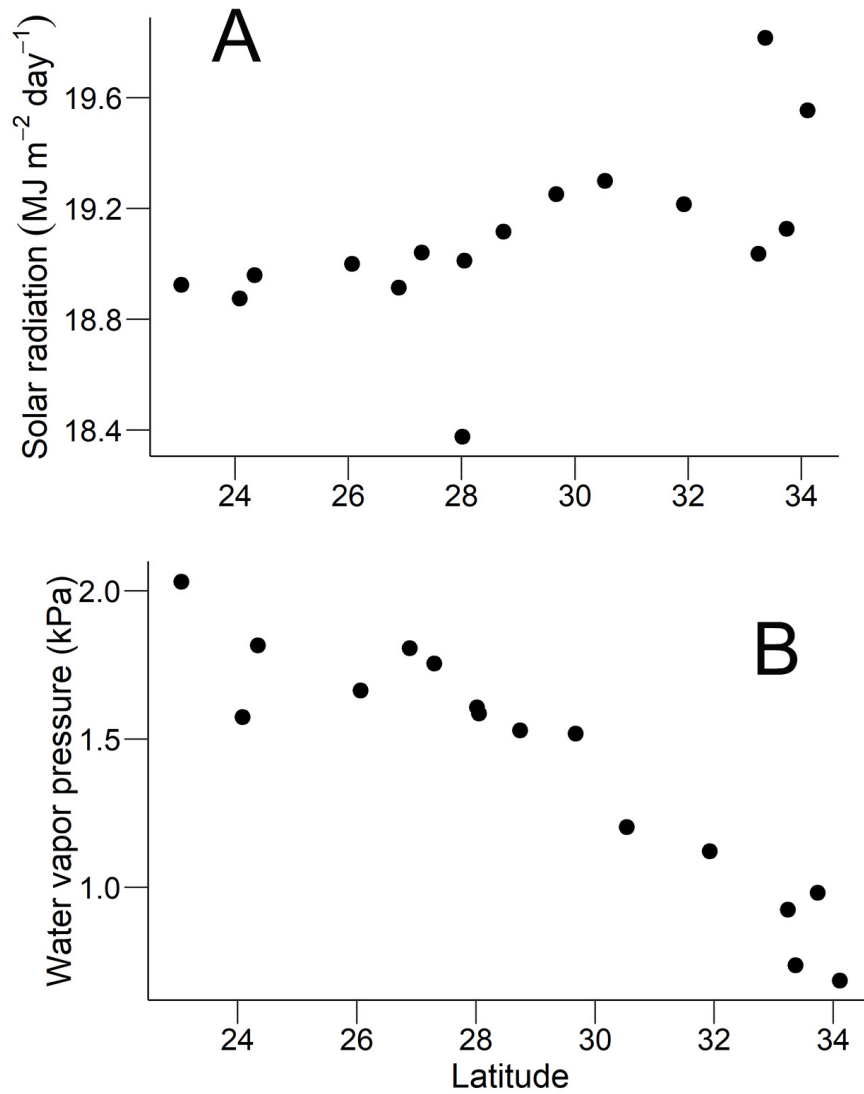 A
Solar radiation (MJ m⁻² day⁻¹)
19.6
19.2
18.8
18.4
24 26 28 30 32 34
B
Water vapor pressure (kPa)
2.0
1.5
1.0
24 26 28 30 32 34
Latitude